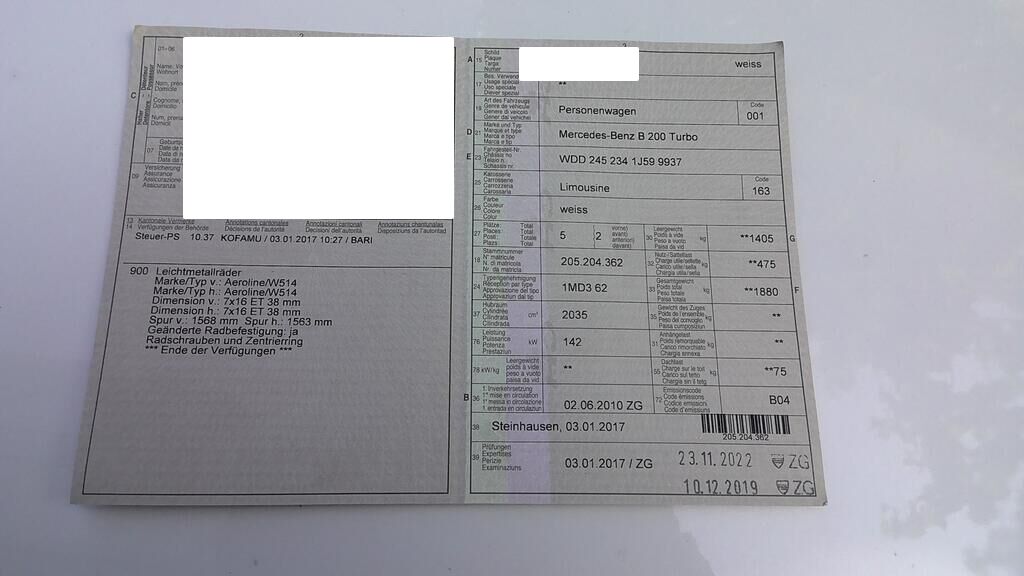 01-06
Name, Vo
Wohnort
Nom, prén
Domicile
Cognome,
Domicilio
Num, prena
Domicil
C
Halter - Détenteur
Detentore - Possessur
07
Geburts
Date de n
Data di n
Data da n
09
Versicherung
Assurance
Assicurazione
Assicuranza
13 Kantonale Vermerke Annotations cantonales Annotazioni cantonali Annotaziuns chantunalas
14 Verfügungen der Behörde Décisions de l'autorité Decisioni dell'autorità Disposiziuns da l'autoritad
Steuer-PS 10.37 KOFAMU / 03.01.2017 10:27 / BARI
900 Leichtmetallräder
Marke/Typ v.: Aeroline/W514
Marke/Typ h.: Aeroline/W514
Dimension v.: 7x16 ET 38 mm
Dimension h.: 7x16 ET 38 mm
Spur v.: 1568 mm Spur h.: 1563 mm
Geänderte Radbefestigung: ja
Radschrauben und Zentrierring
*** Ende der Verfügungen ***
A 15
Schild
Plaque
Targa
Numer
weiss
17
Bes. Verwend
Usage spécial
Uso speciale
Diever spezial
**
19
Art des Fahrzeugs
Genre de véhicule
Genere di veicolo
Gener dal vehichel
Personenwagen
Code
001
D 21
Marke und Typ
Marque et type
Marca e tipo
Marca e tip
Mercedes-Benz B 200 Turbo
E 23
Fahrgestell-Nr.
Châssis no
Telaio n.
Schassis nr.
WDD 245 234 1J59 9937
25
Karosserie
Carrosserie
Carrozzeria
Carossaria
Limousine
Code
163
26
Farbe
Couleur
Colore
Colur
weiss
27
Plätze: Total
Places: Total
Posti: Totale
Plazs: Total
5
2
vorne)
avant)
anteriori)
davant)
30
Leergewicht
Poids à vide
Peso a vuoto
Paisa da vid
kg
**1405
G
18
Stammnummer
N° matricule
N. di matricola
Nr. da matricla
205.204.362
32
Nutz-/Sattellast
Charge utile/sellette
Carico utile/sella
Chargia utila/sella
kg
**475
24
Typengenehmigung
Réception par type
Approvazione del tipo
Approvaziun dal tip
1MD3 62
33
Gesamtgewicht
Poids total
Peso totale
Paisa totala
kg
**1880
F
37
Hubraum
Cylindrée
Cilindrata
Cilindrada
cm³
2035
35
Gewicht des Zuges
Poids de l'ensemble
Peso del convoglio
Paisa cumposiziun
kg
**
76
Leistung
Puissance
Potenza
Prestaziun
kW
142
31
Anhängelast
Poids remorquable
Carico rimorchiato
Chargia annexa
kg
**
78 kW/kg
Leergewicht
poids à vide
peso a vuoto
paisa da vid
**
55
Dachlast
Charge sur le toit
Carico sul tetto
Chargia sin il tetg
kg
**75
B 36
1. Inverkehrsetzung
1re mise en circulation
1a messa in circolazione
1. entrada en circulaziun
02.06.2010 ZG
72
Emissionscode
Code émissions
Codice emissioni
Code d'emissiuns
B04
38 Steinhausen, 03.01.2017
205.204.362
39
Prüfungen
Expertises
Perizie
Examinaziuns
03.01.2017 / ZG
23.11.2022 ZG
10.12.2019 ZG